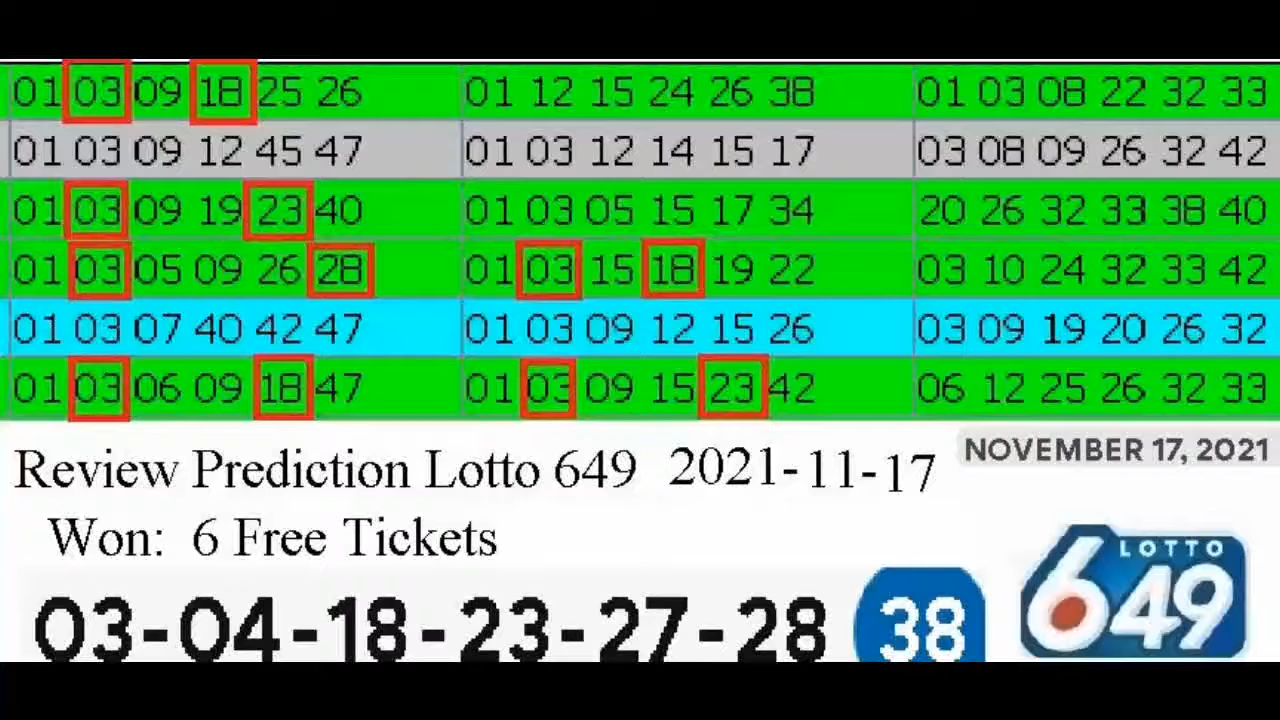 01 03 09 18 25 26 01 12 15 24 26 38 01 03 08 22 32 33
01 03 09 12 45 47 01 03 12 14 15 17 03 08 09 26 32 42
01 03 09 19 23 40 01 03 05 15 17 34 20 26 32 33 38 40
01 03 05 09 26 28 01 03 15 18 19 22 03 10 24 32 33 42
01 03 07 40 42 47 01 03 09 12 15 26 03 09 19 20 26 32
01 03 06 09 18 47 01 03 09 15 23 42 06 12 25 26 32 33
NOVEMBER 17, 2021
Review Prediction Lotto 649 2021-11-17
Won: 6 Free Tickets
LOTTO
649
03-04-18-23-27-28 38